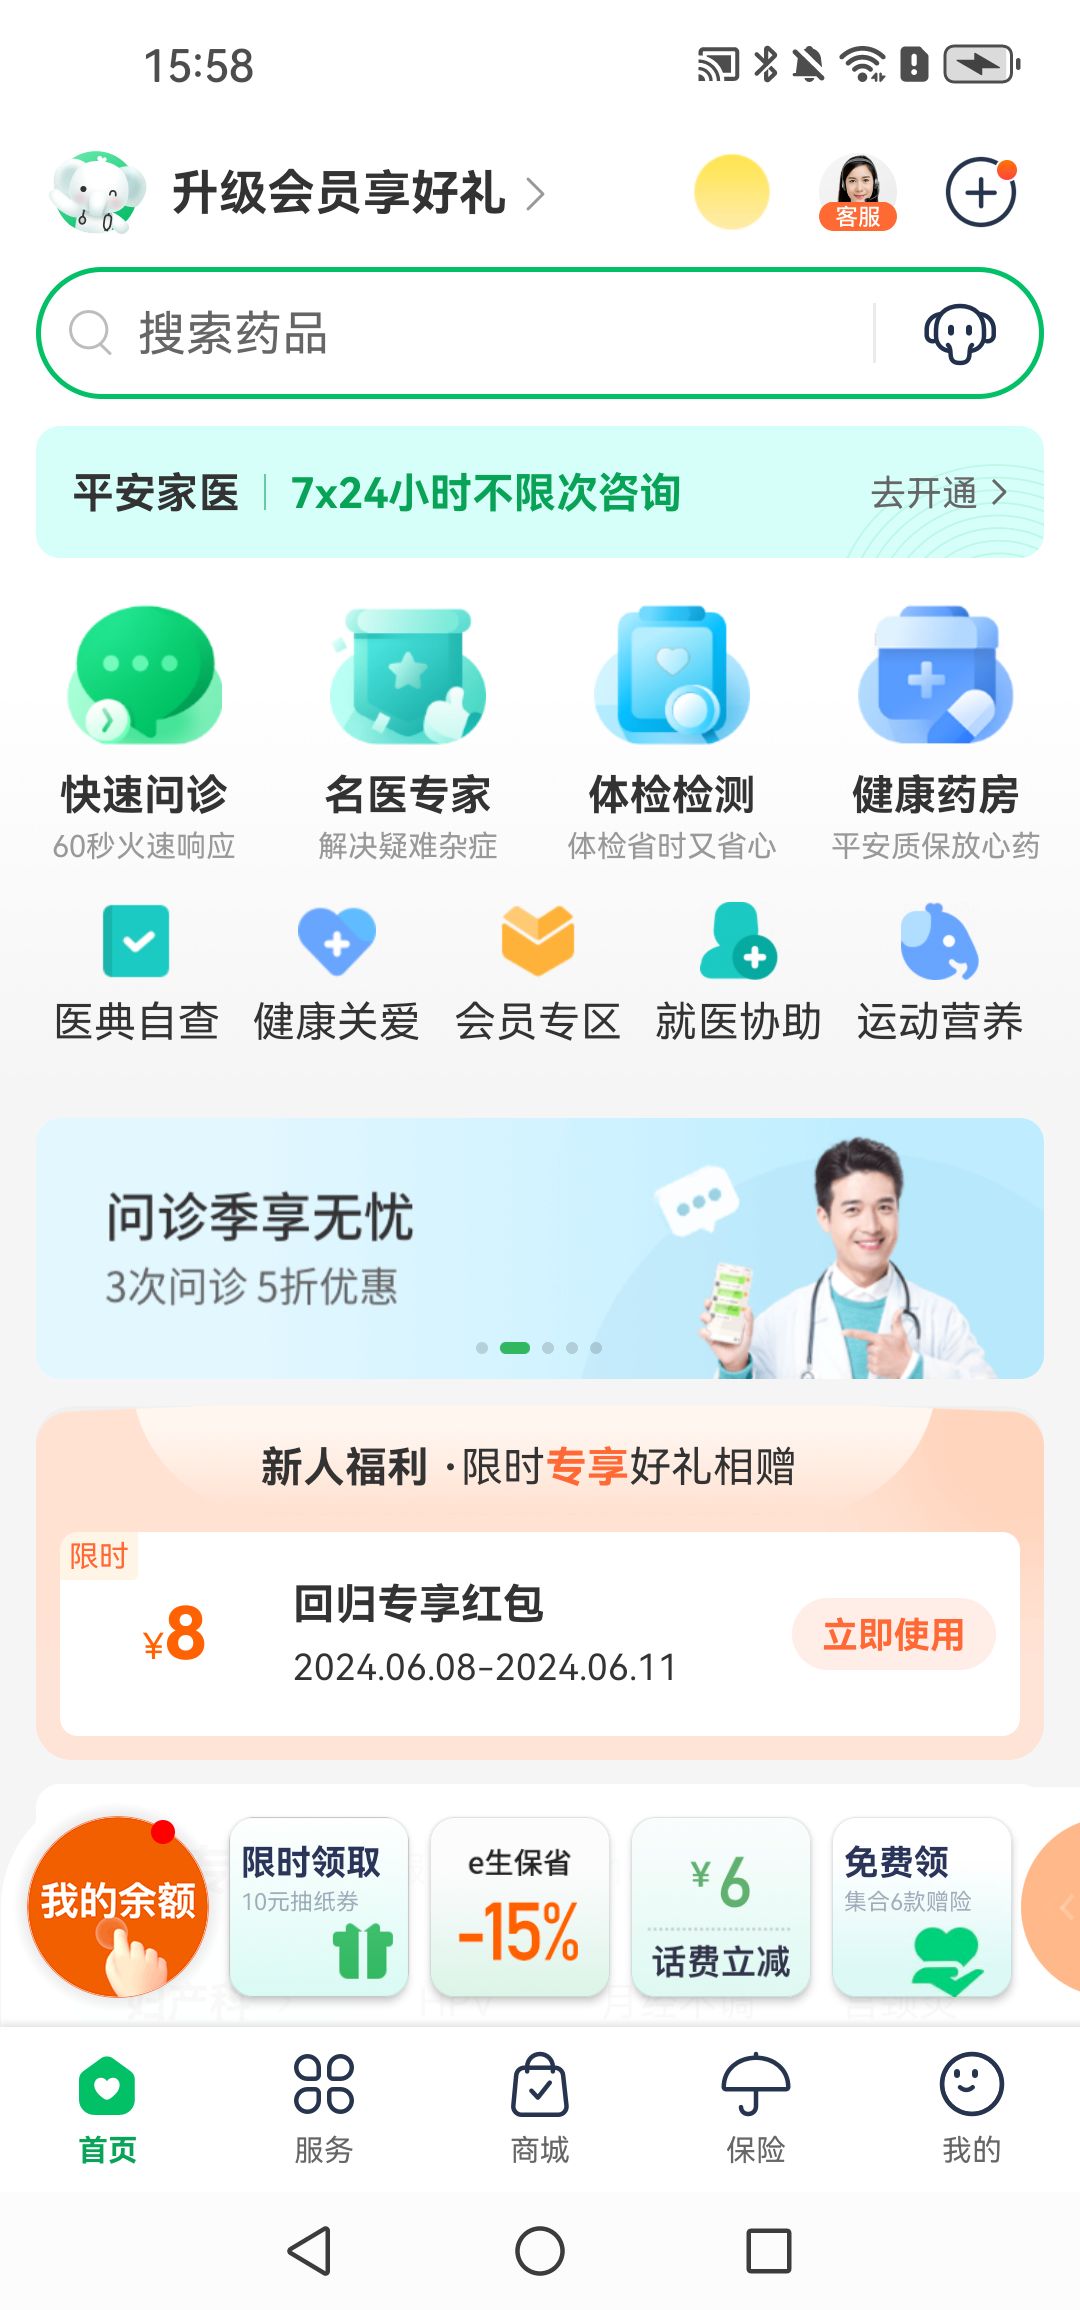 15:58
升级会员享好礼
客服
搜索药品
平安家医
7x24小时不限次咨询
去开通
快速问诊
名医专家
体检检测
健康药房
60秒火速响应
解决疑难杂症
体检省时又省心
平安质保放心药
医典自查
健康关爱
会员专区
就医协助
运动营养
问诊季享无忧
3次问诊 5折优惠
新人福利 ·限时专享好礼相赠
限时
¥8
回归专享红包
2024.06.08-2024.06.11
立即使用
我的余额
限时领取
10元抽纸券
e生保省
-15%
¥6
话费立减
免费领
集合6款赠险
妇产科
HPV
月经不调
首页
服务
商城
保险
我的